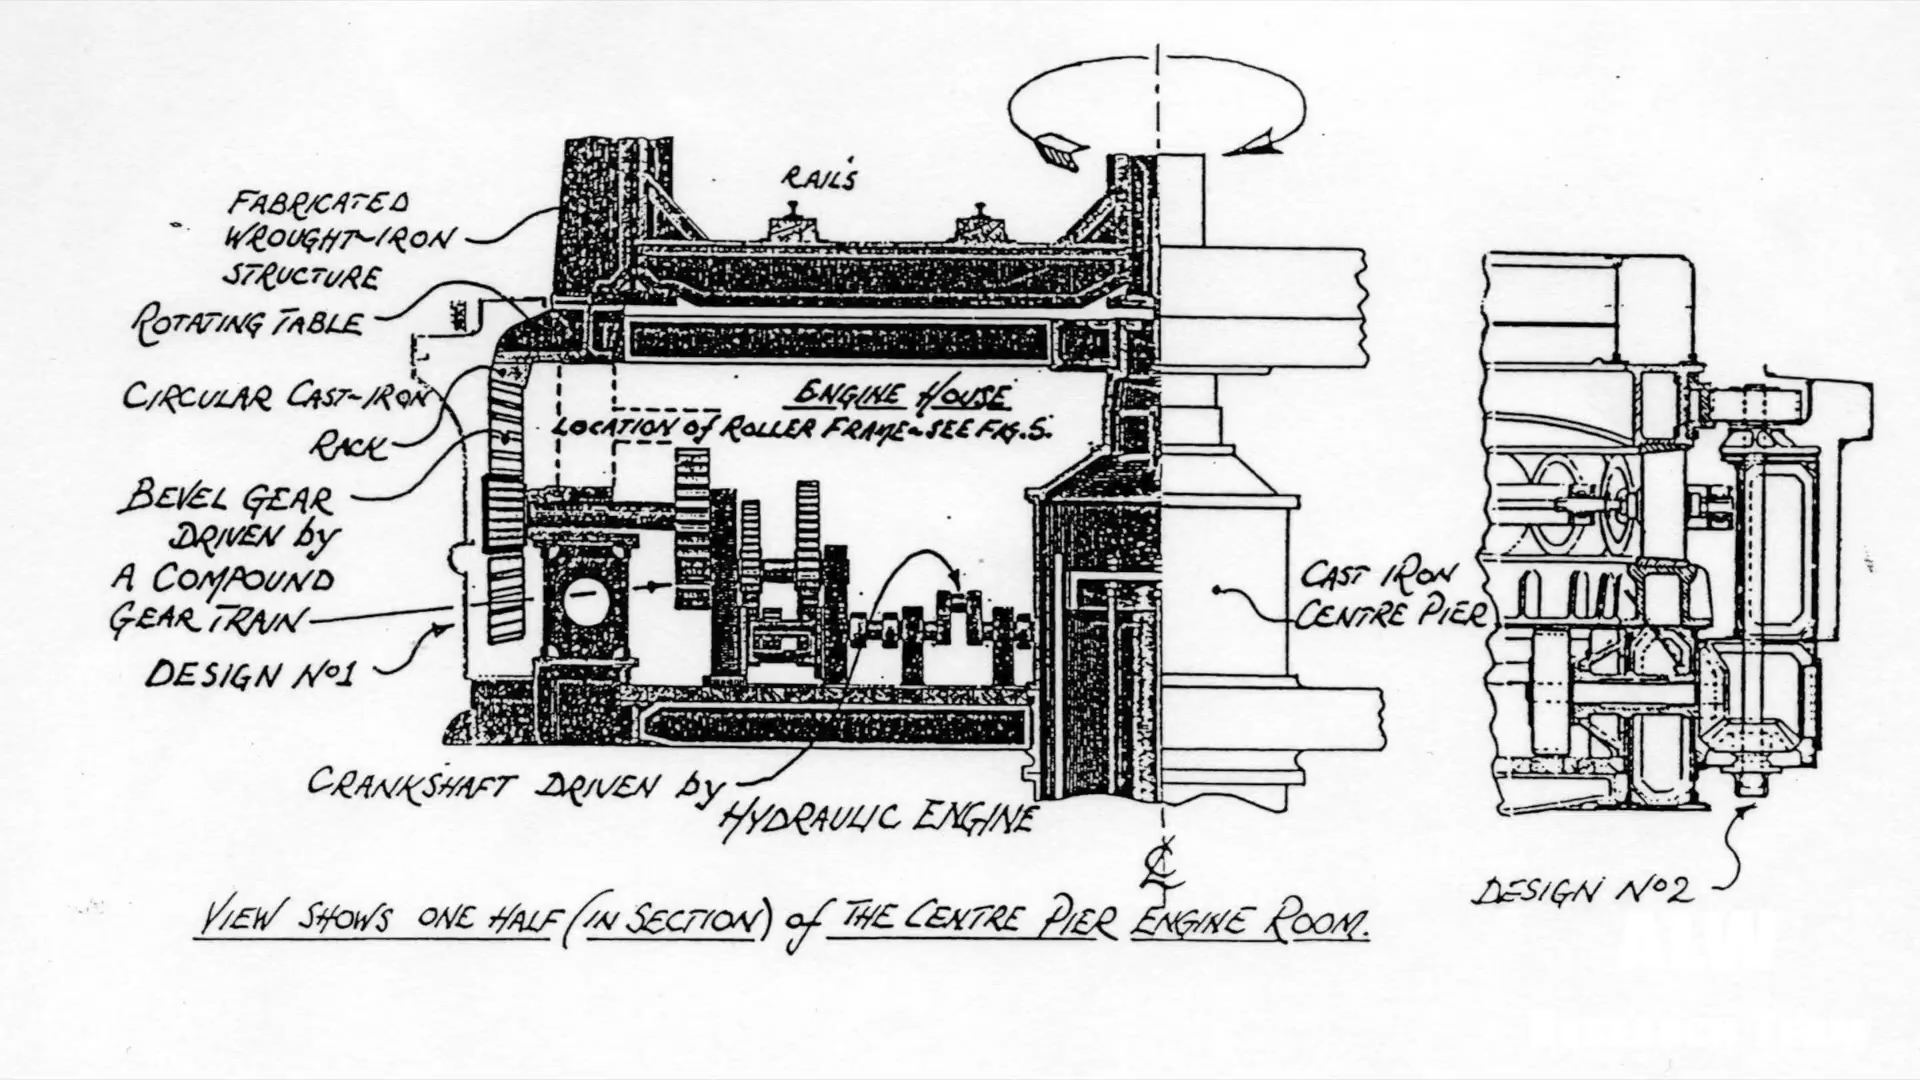 RAILS
FABRICATED
WROUGHT-IRON
STRUCTURE
ROTATING TABLE
CIRCULAR CAST-IRON
RACK
ENGINE HOUSE
LOCATION of ROLLER FRAME - SEE FIG. 5.
BEVEL GEAR
DRIVEN by
A COMPOUND
GEAR TRAIN
DESIGN No1
CAST IRON
CENTRE PIER
CRANKSHAFT DRIVEN by
HYDRAULIC ENGINE
CL
DESIGN No2
VIEW SHOWS ONE HALF (IN SECTION) of THE CENTRE PIER ENGINE ROOM.